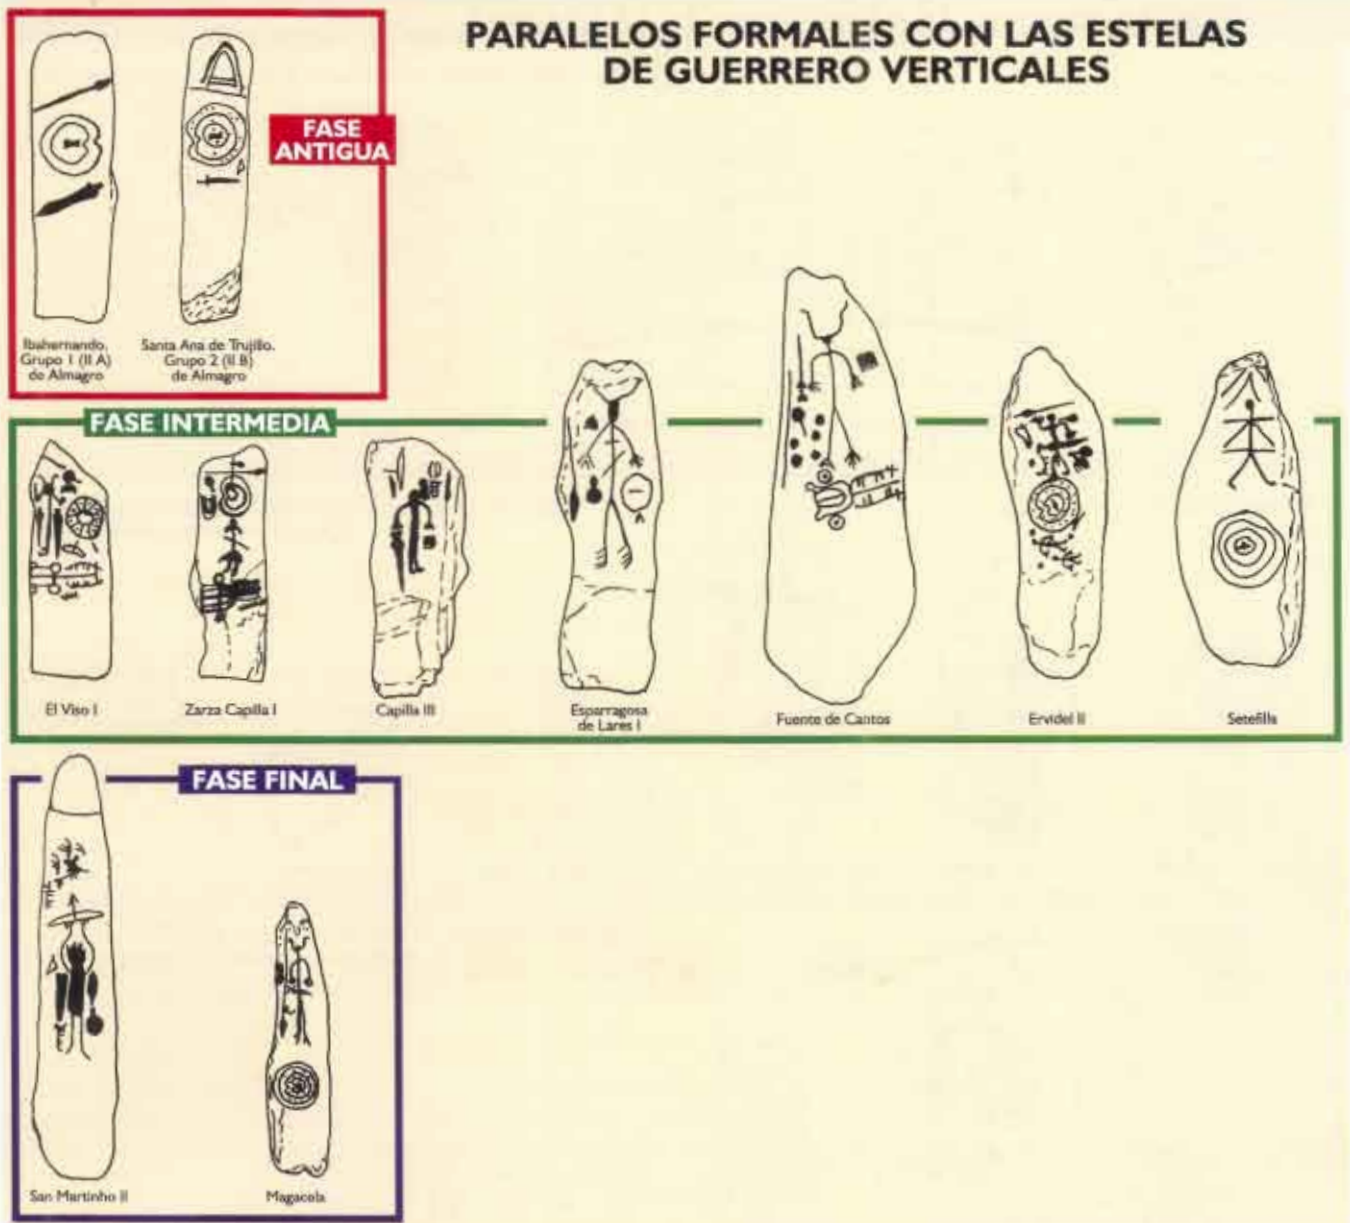 PARALELOS FORMALES CON LAS ESTELAS
DE GUERRERO VERTICALES
FASE
ANTIGUA
Ibahernando.
Grupo 1 (II A)
de Almagro
Santa Ana de Trujillo.
Grupo 2 (II B)
de Almagro
FASE INTERMEDIA
El Viso I
Zarza Capilla I
Capilla III
Esparragosa
de Lares I
Fuente de Cantos
Ervidel II
Setefilla
FASE FINAL
San Martinho II
Magacela